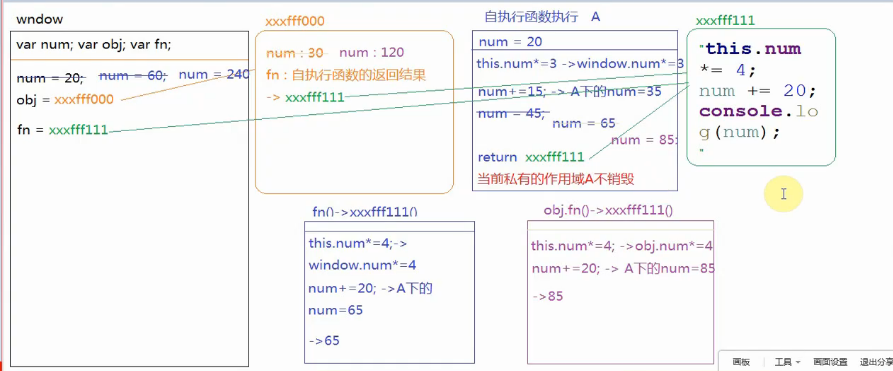 wndow
var num; var obj; var fn;
num = 20; num = 60; num = 240
obj = xxxfff000
fn = xxxfff111
xxxfff000
num : 30 num : 120
fn : 自执行函数的返回结果
-> xxxfff111
自执行函数执行 A
num = 20
this.num*=3 ->window.num*=3
num+=15; -> A下的num=35
num = 45;
num = 65
num = 85;
return xxxfff111
当前私有的作用域A不销毁
xxxfff111
"this.num
*= 4;
num += 20;
console.lo
g(num);
"
fn()->xxxfff111()
this.num*=4;->
window.num*=4
num+=20; ->A下的
num=65
->65
obj.fn()->xxxfff111()
this.num*=4; ->obj.num*=4
num+=20; -> A下的num=85
->85
画板 工具 画面设置 退出分享